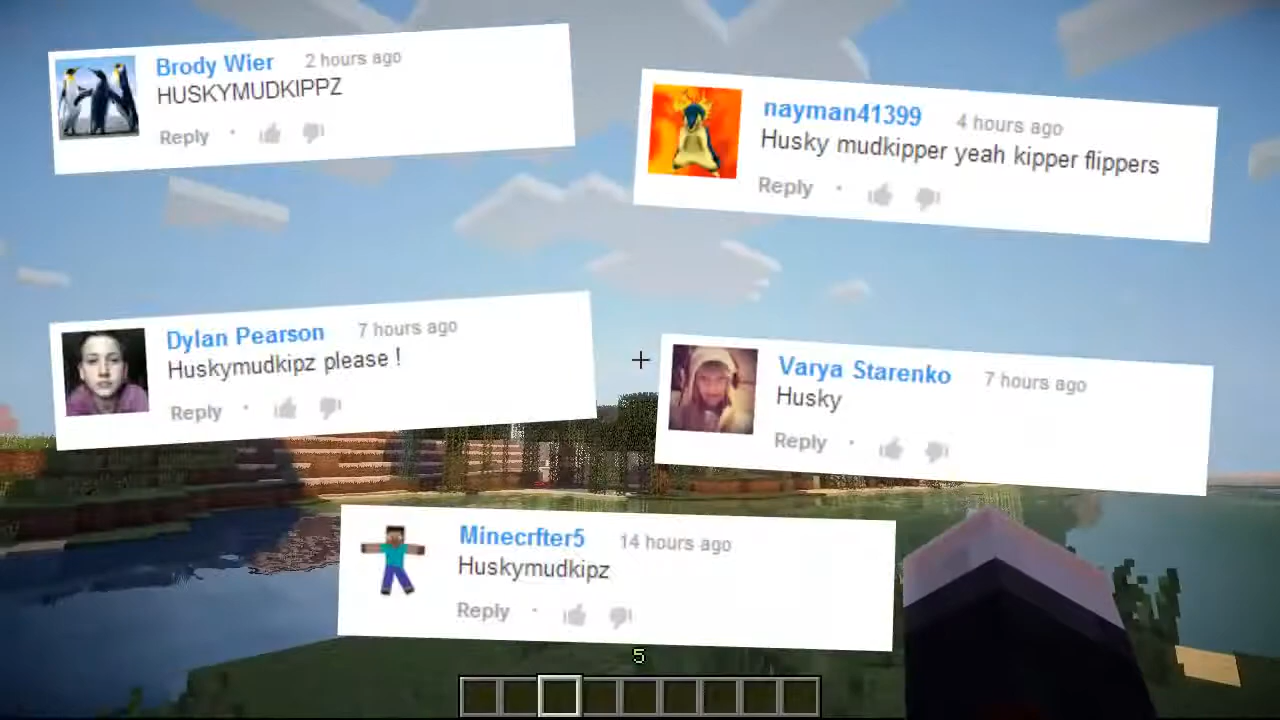 Brody Wier 2 hours ago
HUSKYMUDKIPPZ
Reply
nayman41399 4 hours ago
Husky mudkipper yeah kipper flippers
Reply
Dylan Pearson 7 hours ago
Huskymudkipz please !
Reply
Varya Starenko 7 hours ago
Husky
Reply
Minecrfter5 14 hours ago
Huskymudkipz
Reply
5